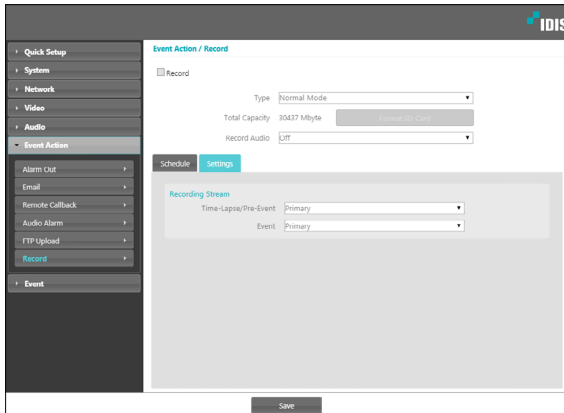 IDIS
Quick Setup
System
Network
Video
Audio
Event Action
Alarm Out
Email
Remote Callback
Audio Alarm
FTP Upload
Record
Event
Event Action / Record
Record
Type Normal Mode
Total Capacity 30437 Mbyte Format SD Card
Record Audio Off
Schedule Settings
Recording Stream
Time-Lapse/Pre-Event Primary
Event Primary
Save